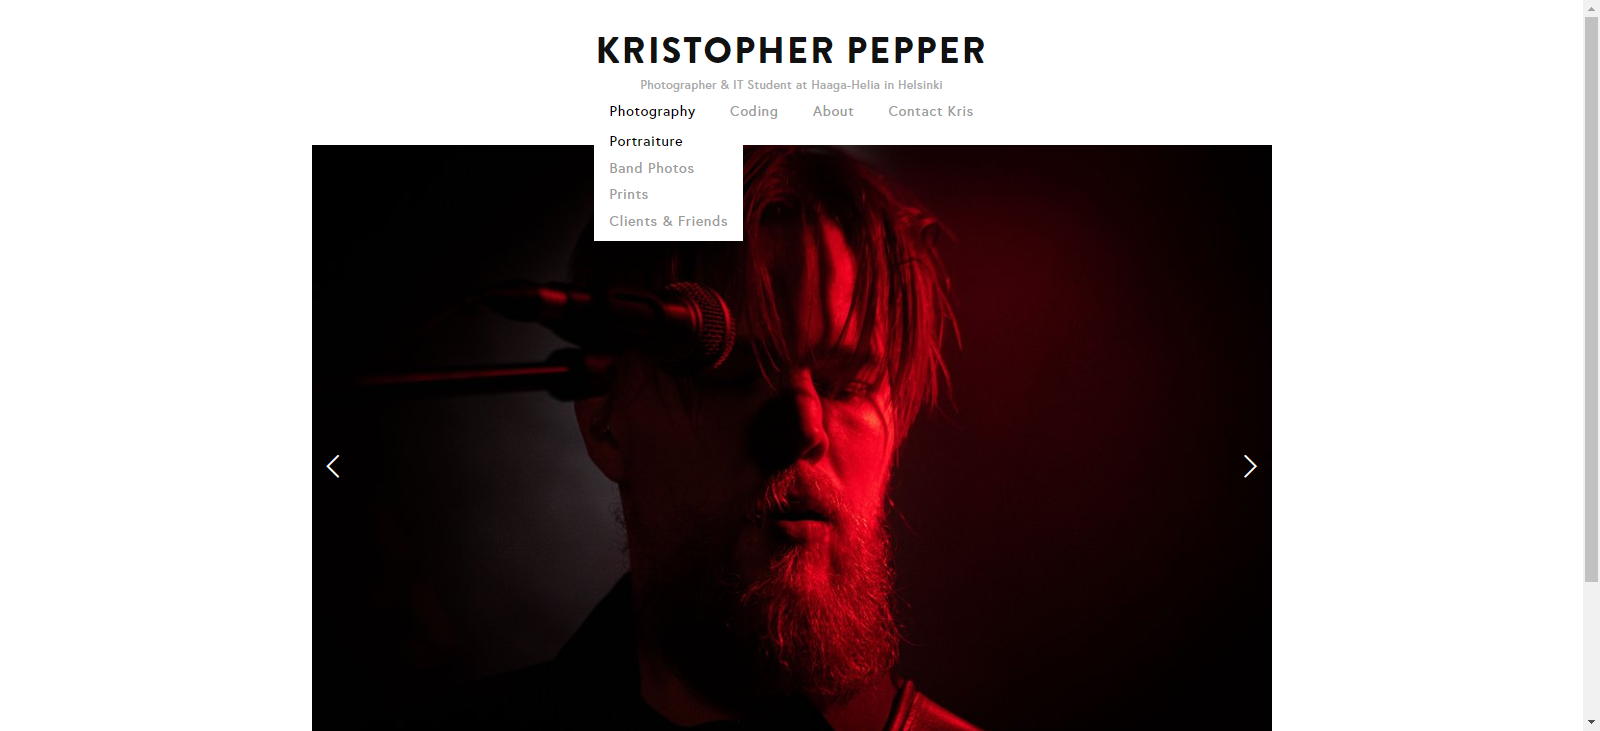 KRISTOPHER PEPPER
Photographer & IT Student at Haaga-Helia in Helsinki
Photography Coding About Contact Kris
Portraiture
Band Photos
Prints
Clients & Friends